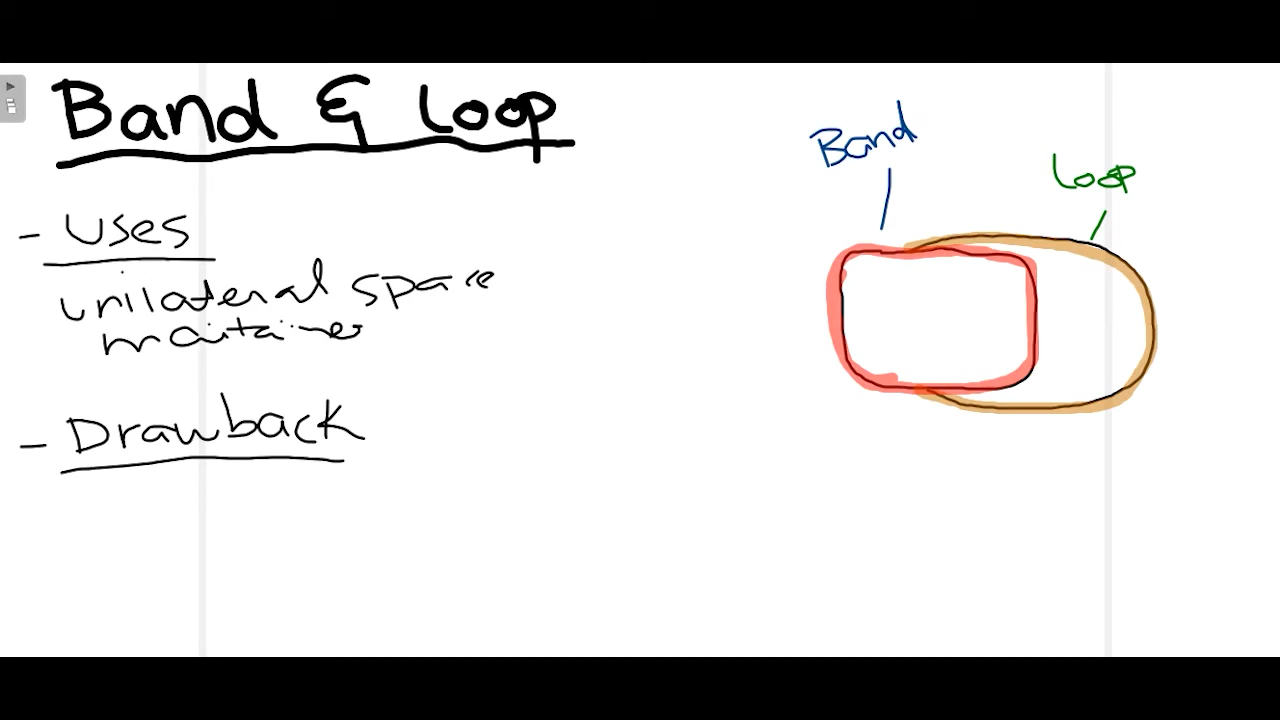 Band & Loop
- Uses
unilateral space
maintainer
- Drawback
Band
Loop